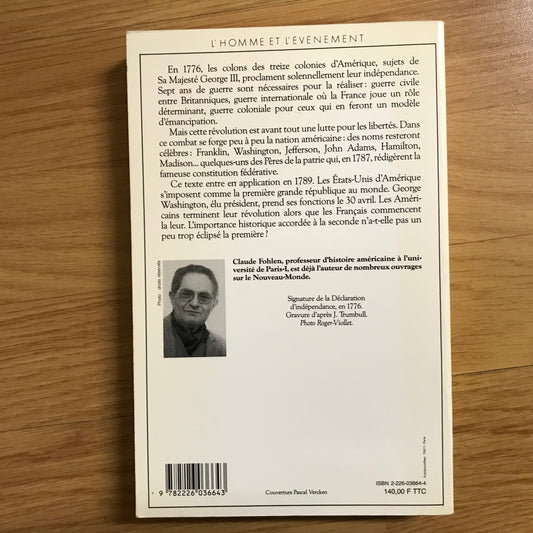 L'HOMME ET L'EVÉNEMENT
En 1776, les colons des treize colonies d'Amérique, sujets de
Sa Majesté George III, proclament solennellement leur indépendance.
Sept ans de guerre sont nécessaires pour la réaliser : guerre civile
entre Britanniques, guerre internationale où la France joue un rôle
déterminant, guerre coloniale pour ceux qui en feront un modèle
d'émancipation.
Mais cette révolution est avant tout une lutte pour les libertés. Dans
ce combat se forge peu à peu la nation américaine : des noms resteront
célèbres : Franklin, Washington, Jefferson, John Adams, Hamilton,
Madison... quelques-uns des Pères de la patrie qui, en 1787, rédigèrent la
fameuse constitution fédérative.
Ce texte entre en application en 1789. Les États-Unis d'Amérique
s'imposent comme la première grande république au monde. George
Washington, élu président, prend ses fonctions le 30 avril. Les Améri-
cains terminent leur révolution alors que les Français commencent
la leur. L'importance historique accordée à la seconde n'a-t-elle pas un
peu trop éclipsé la première ?
Photo : droits réservés
Claude Fohlen, professeur d'histoire américaine à l'uni-
versité de Paris-I, est déjà l'auteur de nombreux ouvrages
sur le Nouveau-Monde.
Signature de la Déclaration
d'indépendance, en 1776.
Gravure d'après J. Trumbull.
Photo Roger-Viollet.
9 782226 036643
Couverture Pascal Vercken
ISBN 2-226-03664-4
140,00 F TTC